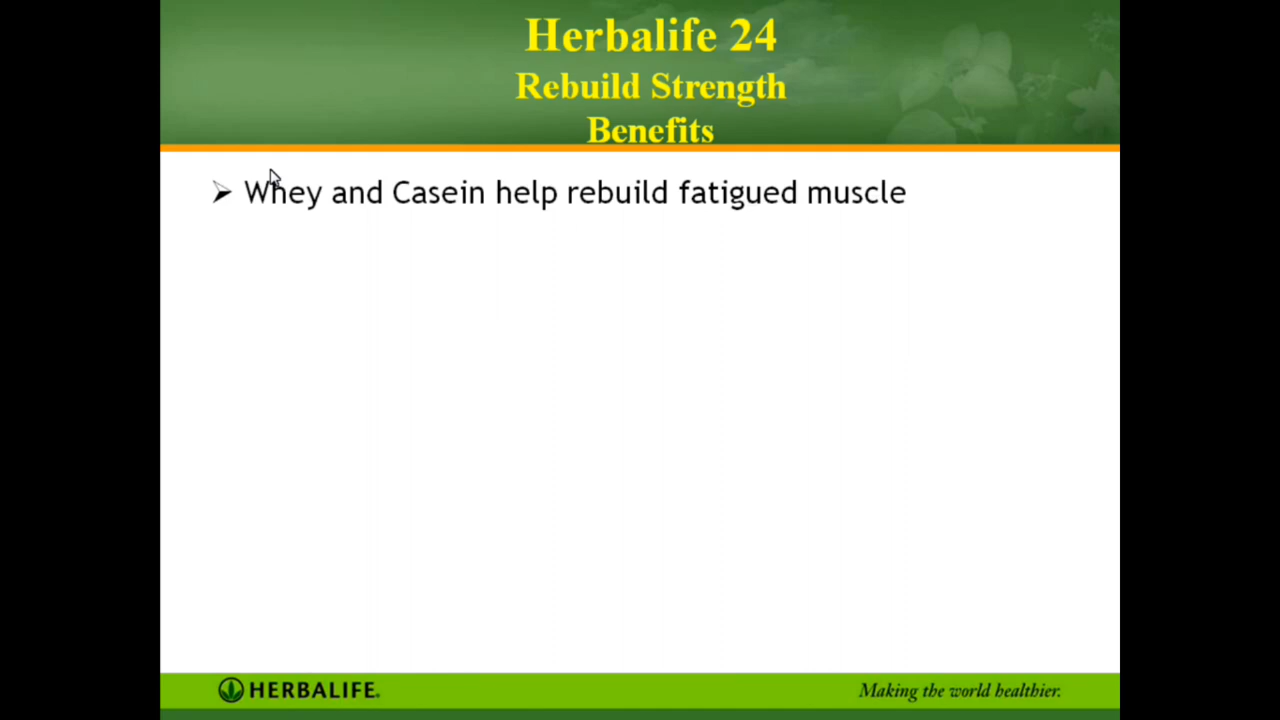 Herbalife 24
Rebuild Strength
Benefits
Whey and Casein help rebuild fatigued muscle
HERBALIFE.
Making the world healthier.